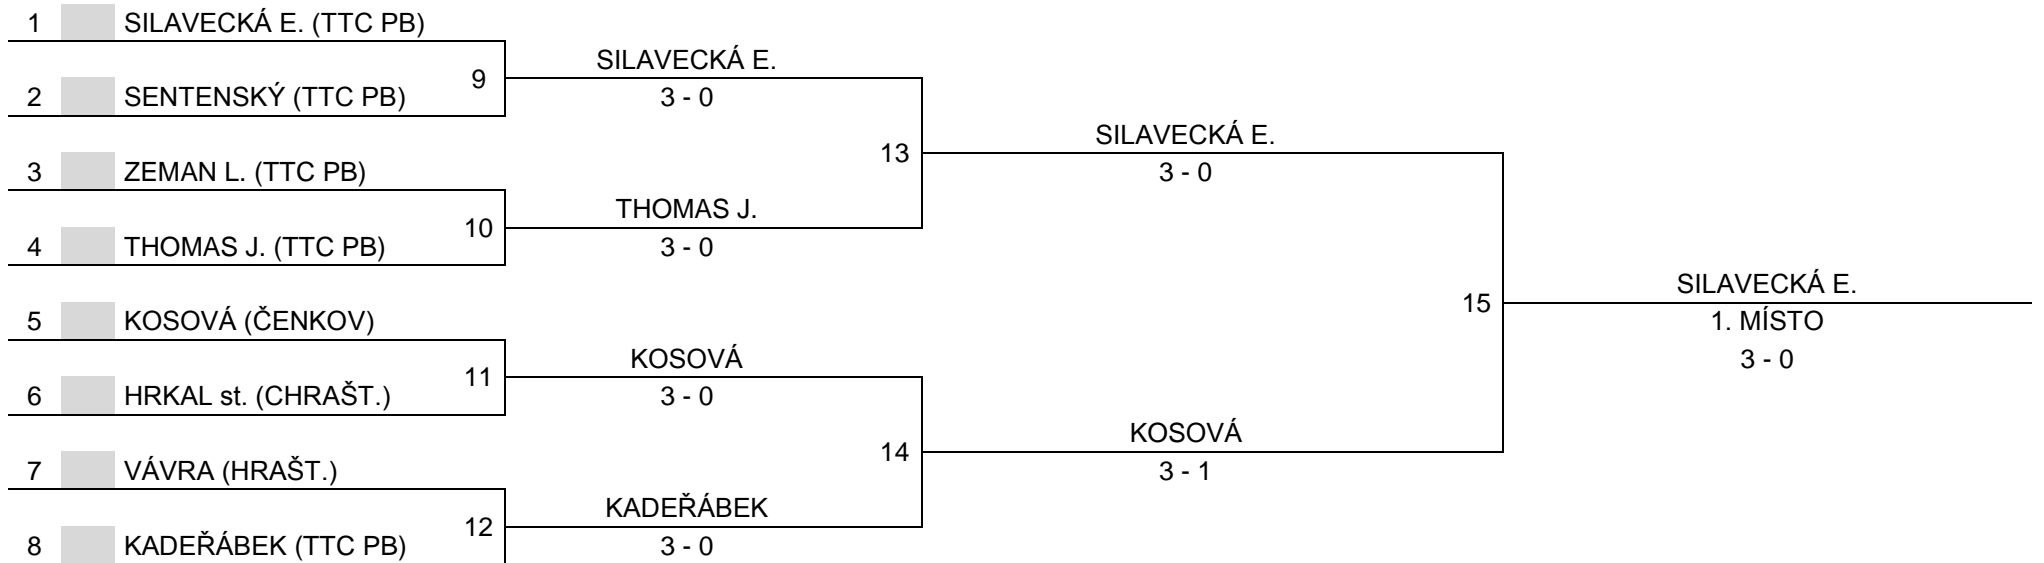 1 SILAVECKÁ E. (TTC PB)
SILAVECKÁ E.
9
2 SENTENSKÝ (TTC PB)
3 - 0
SILAVECKÁ E.
13
3 ZEMAN L. (TTC PB)
3 - 0
THOMAS J.
10
4 THOMAS J. (TTC PB)
3 - 0
SILAVECKÁ E.
15
5 KOSOVÁ (ČENKOV)
1. MÍSTO
KOSOVÁ
3 - 0
11
6 HRKAL st. (CHRAŠŤ.)
3 - 0
KOSOVÁ
14
7 VÁVRA (HRAŠŤ.)
3 - 1
KADEŘÁBEK
12
8 KADEŘÁBEK (TTC PB)
3 - 0